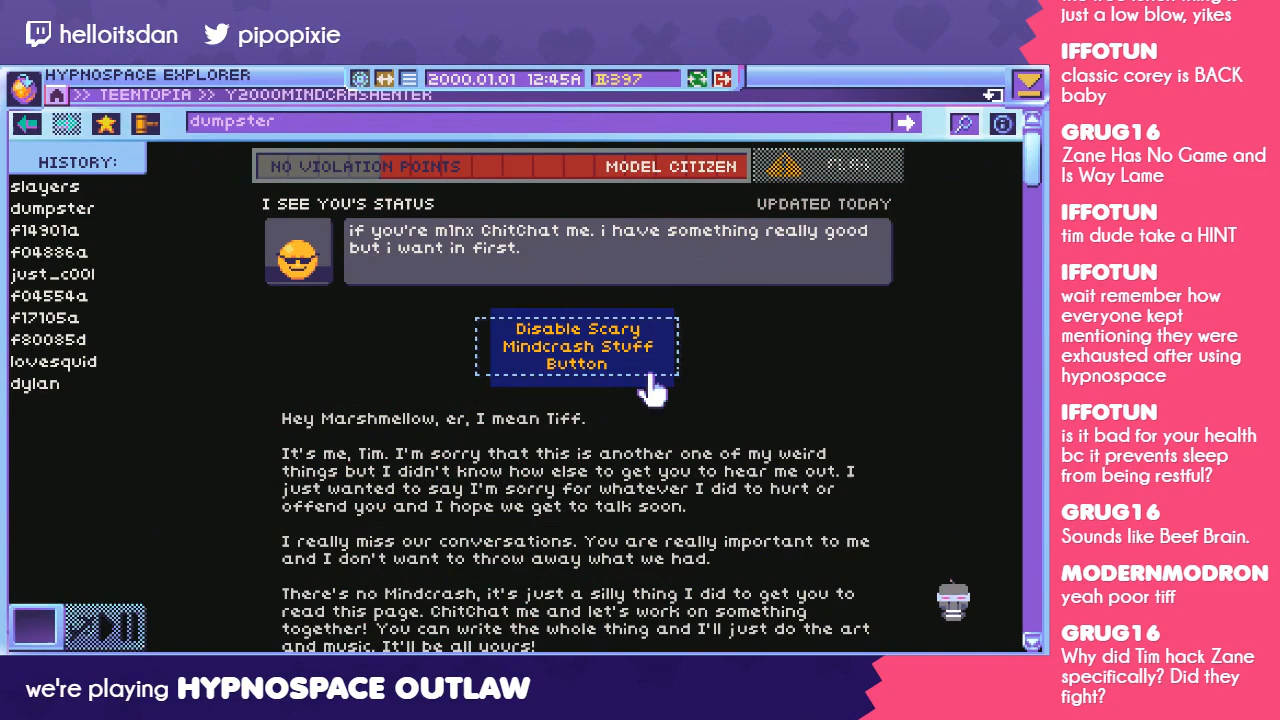 helloitsdan
pipopixie
HYPNOSPACE EXPLORER
2000.01.01 12:45A
>> TEENTOPIA >> Y2000MINDCRASHENTER
dumpster
HISTORY:
slayers
dumpster
f14901a
f04886a
just_c00l
f04554a
f17105a
f80085d
lovesquid
dylan
NO VIOLATION POINTS
MODEL CITIZEN
I SEE YOU'S STATUS
UPDATED TODAY
if you're m1nx ChitChat me. i have something really good
but i want in first.
Disable Scary
Mindcrash Stuff
Button
Hey Marshmellow, er, I mean Tiff.
It's me, Tim. I'm sorry that this is another one of my weird
things but I didn't know how else to get you to hear me out. I
just wanted to say I'm sorry for whatever I did to hurt or
offend you and I hope we get to talk soon.
I really miss our conversations. You are really important to me
and I don't want to throw away what we had.
There's no Mindcrash, it's just a silly thing I did to get you to
read this page. ChitChat me and let's work on something
together! You can write the whole thing and I'll just do the art
and music. It'll be all yours!
we're playing HYPNOSPACE OUTLAW
just a low blow, yikes
IFFOTUN
classic corey is BACK
baby
GRUG16
Zane Has No Game and
Is Way Lame
IFFOTUN
tim dude take a HINT
IFFOTUN
wait remember how
everyone kept
mentioning they were
exhausted after using
hypnospace
IFFOTUN
is it bad for your health
bc it prevents sleep
from being restful?
GRUG16
Sounds like Beef Brain.
MODERNMODRON
yeah poor tiff
GRUG16
Why did Tim hack Zane
specifically? Did they
fight?